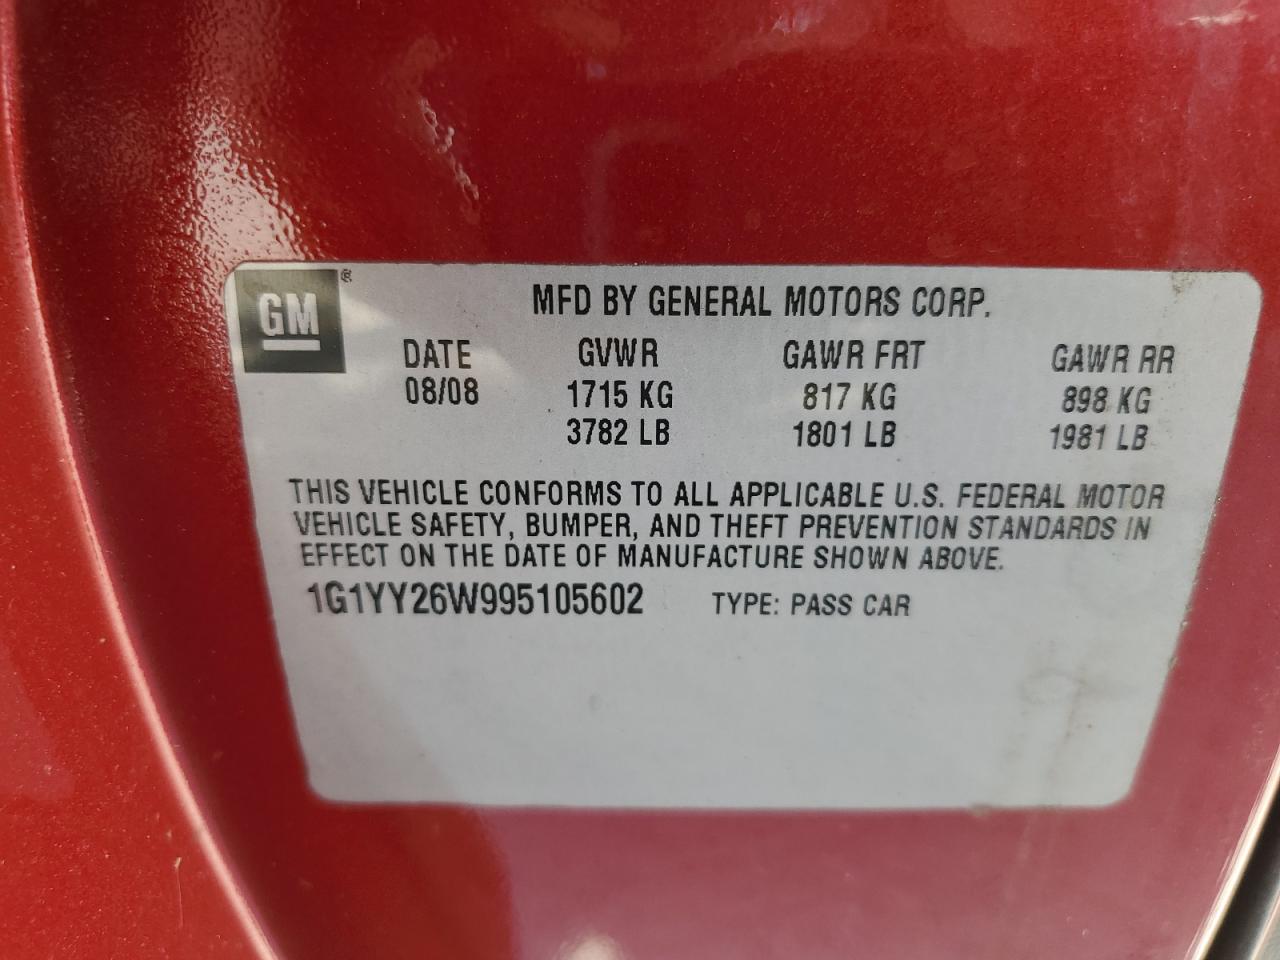 GM ®
MFD BY GENERAL MOTORS CORP.
DATE GVWR GAWR FRT GAWR RR
08/08 1715 KG 817 KG 898 KG
3782 LB 1801 LB 1981 LB
THIS VEHICLE CONFORMS TO ALL APPLICABLE U.S. FEDERAL MOTOR
VEHICLE SAFETY, BUMPER, AND THEFT PREVENTION STANDARDS IN
EFFECT ON THE DATE OF MANUFACTURE SHOWN ABOVE.
1G1YY26W995105602 TYPE: PASS CAR